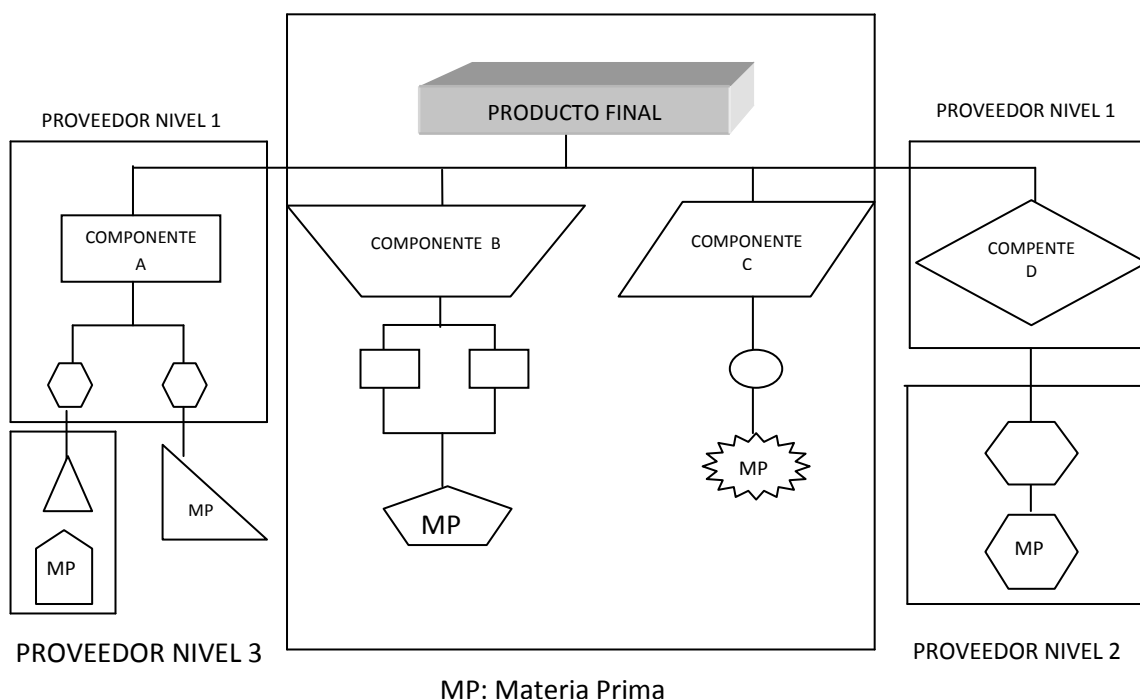 PRODUCTO FINAL
PROVEEDOR NIVEL 1
PROVEEDOR NIVEL 1
COMPONENTE
A
COMPONENTE B
COMPONENTE
C
COMPENTE
D
MP
MP
MP
MP
MP
PROVEEDOR NIVEL 3
PROVEEDOR NIVEL 2
MP: Materia Prima